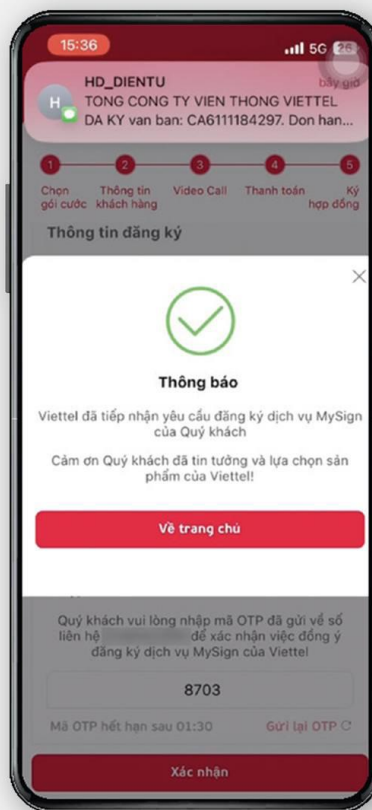 15:36
5G 26
HD_DIENTU
bây giờ
H
TONG CONG TY VIEN THONG VIETTEL
DA KY van ban: CA6111184297. Don han...
1 2 3 4 5
Chọn gói cước
Thông tin khách hàng
Video Call
Thanh toán
Ký hợp đồng
Thông tin đăng ký
Thông báo
Viettel đã tiếp nhận yêu cầu đăng ký dịch vụ MySign
của Quý khách
Cảm ơn Quý khách đã tin tưởng và lựa chọn sản
phẩm của Viettel!
Về trang chủ
Quý khách vui lòng nhập mã OTP đã gửi về số
liên hệ để xác nhận việc đồng ý
đăng ký dịch vụ MySign của Viettel
8703
Mã OTP hết hạn sau 01:30
Gửi lại OTP
Xác nhận